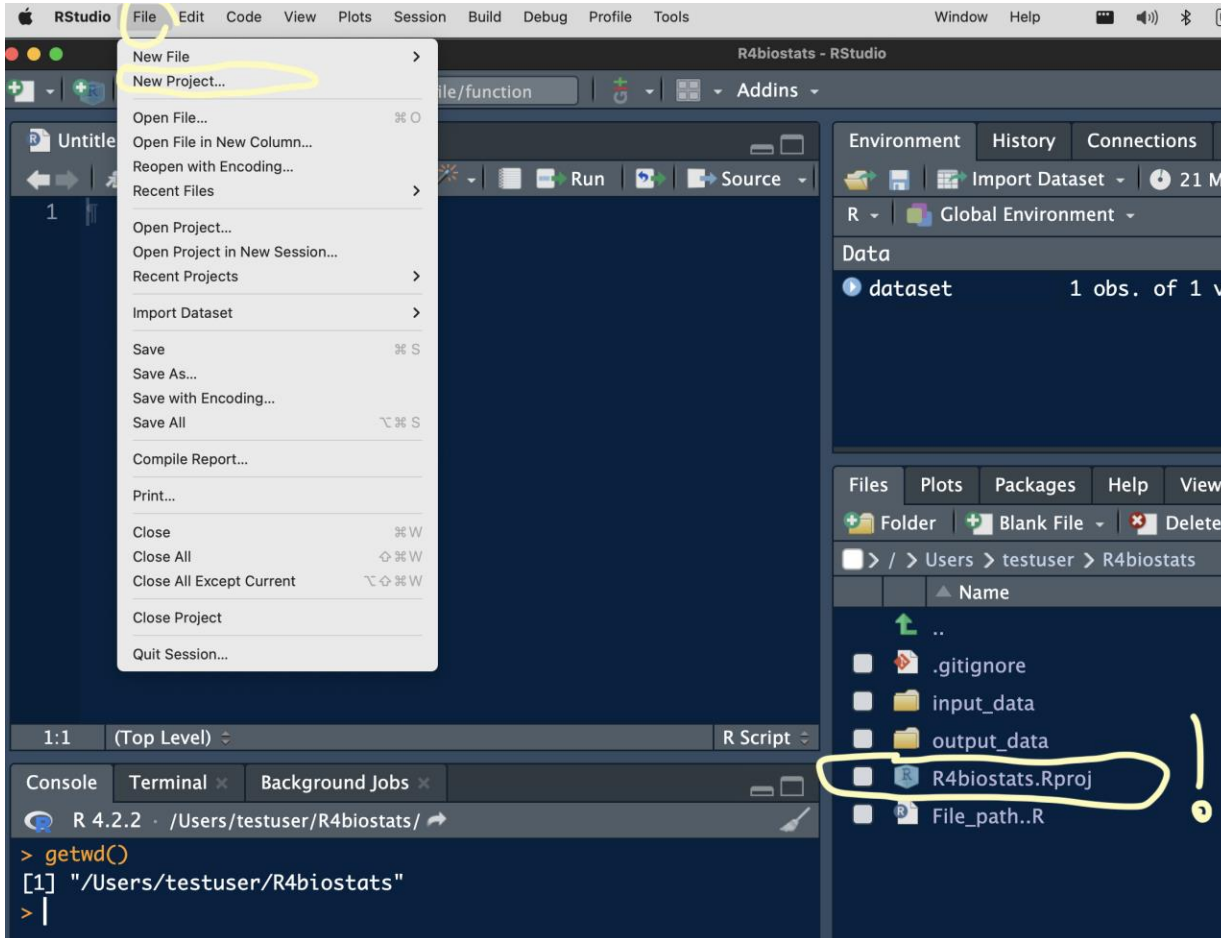 RStudio File Edit Code View Plots Session Build Debug Profile Tools Window Help
R4biostats - RStudio
New File
New Project...
Open File... ⌘ O
Open File in New Column...
Reopen with Encoding...
Recent Files
Open Project...
Open Project in New Session...
Recent Projects
Import Dataset
Save ⌘ S
Save As...
Save with Encoding...
Save All ⌥ ⌘ S
Compile Report...
Print...
Close ⌘ W
Close All ⇧ ⌘ W
Close All Except Current ⌥ ⇧ ⌘ W
Close Project
Quit Session...
ile/function Addins
Untitle
Run Source
1
1:1 (Top Level) R Script
Console Terminal Background Jobs
R 4.2.2 · /Users/testuser/R4biostats/
> getwd()
[1] "/Users/testuser/R4biostats"
>
Environment History Connections
Import Dataset 21 M
R Global Environment
Data
dataset 1 obs. of 1 v
Files Plots Packages Help View
Folder Blank File Delete
/ > Users > testuser > R4biostats
Name
..
.gitignore
input_data
output_data
R4biostats.Rproj
File_path..R
!